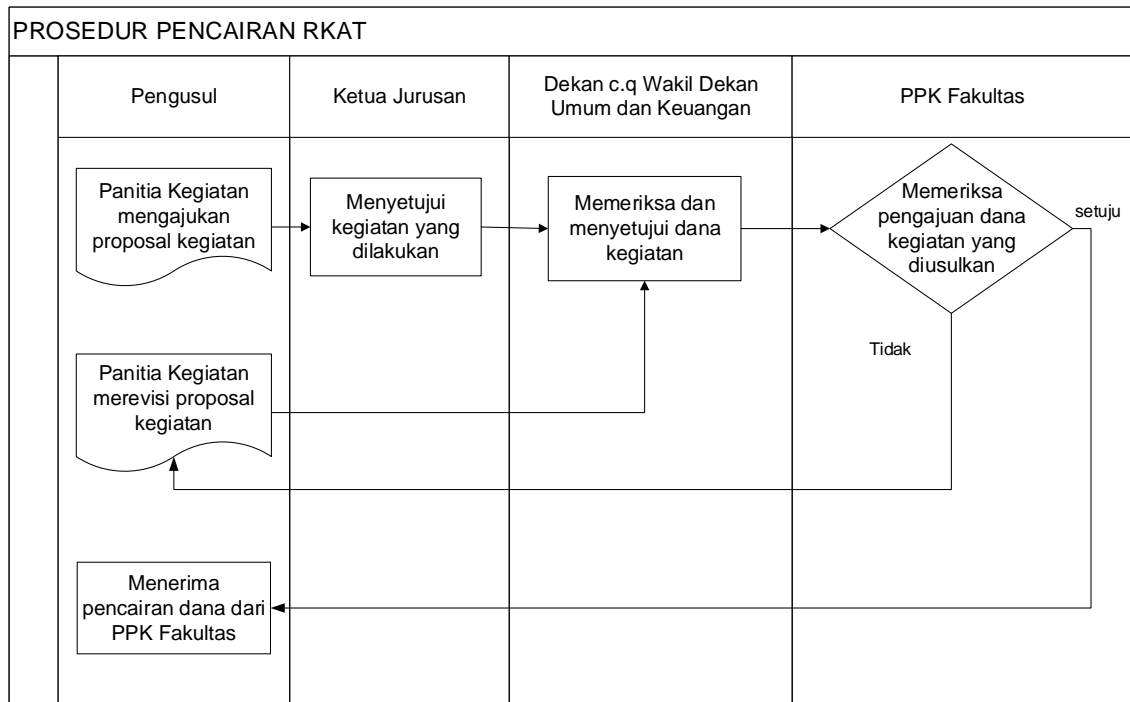 PROSEDUR PENCAIRAN RKAT
Pengusul
Ketua Jurusan
Dekan c.q Wakil Dekan
Umum dan Keuangan
PPK Fakultas
Panitia Kegiatan
mengajukan
proposal kegiatan
Menyetujui
kegiatan yang
dilakukan
Memeriksa dan
menyetujui dana
kegiatan
Memeriksa
pengajuan dana
kegiatan yang
diusulkan
setuju
Tidak
Panitia Kegiatan
merevisi proposal
kegiatan
Menerima
pencairan dana dari
PPK Fakultas